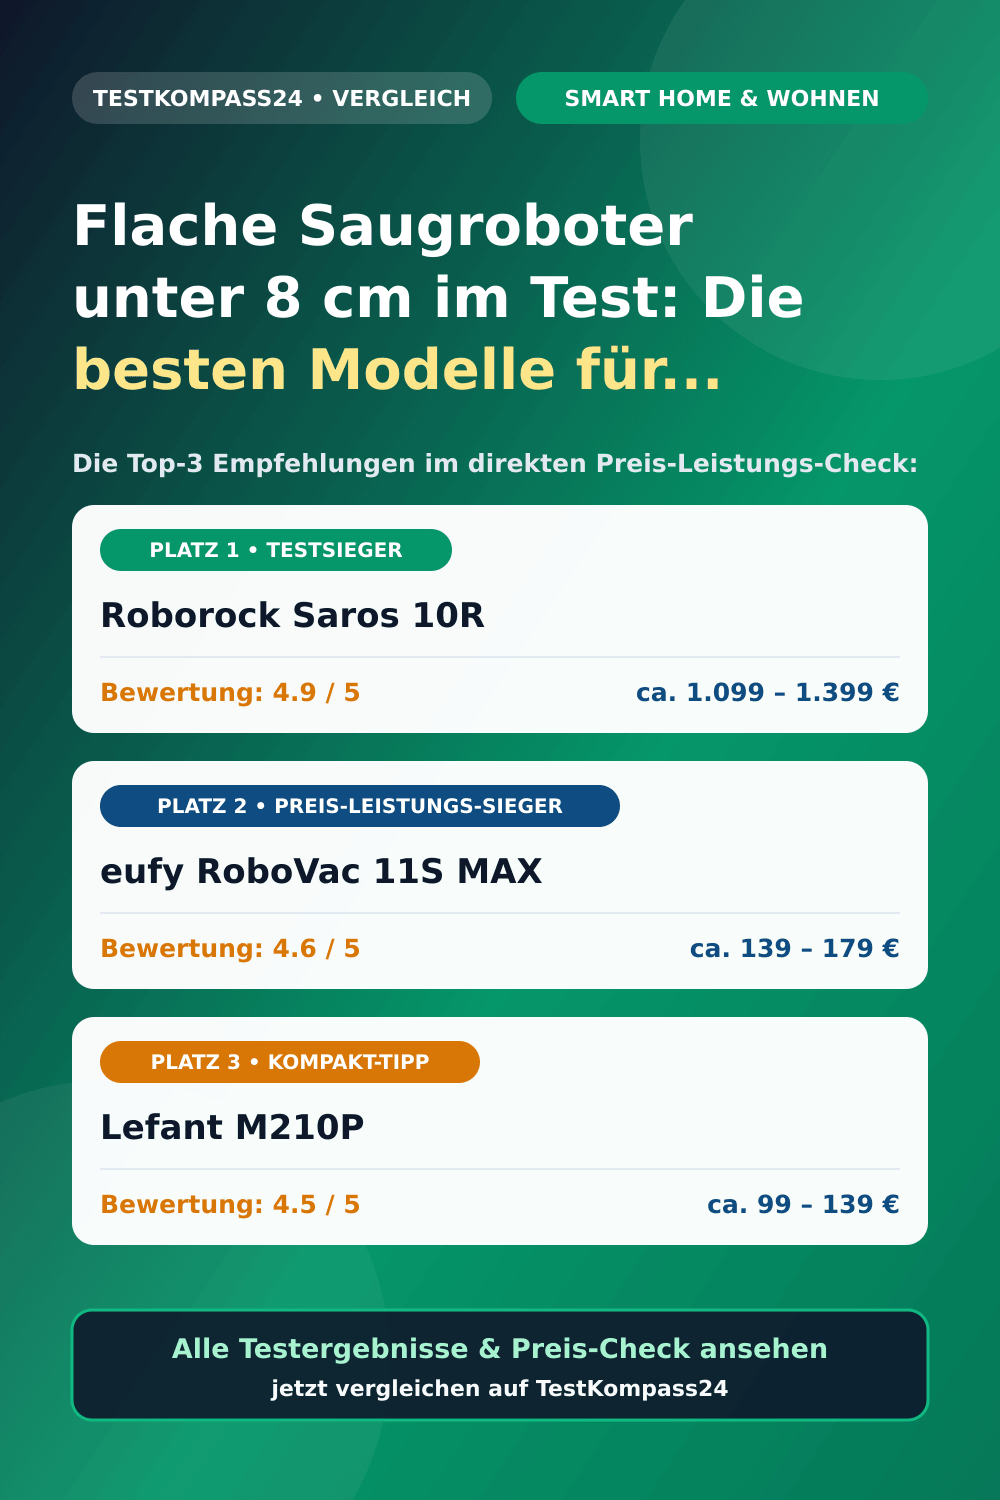 TESTKOMPASS24 • VERGLEICH
SMART HOME & WOHNEN
Flache Saugroboter
unter 8 cm im Test: Die
besten Modelle für...
Die Top-3 Empfehlungen im direkten Preis-Leistungs-Check:
PLATZ 1 • TESTSIEGER
Roborock Saros 10R
Bewertung: 4.9 / 5
ca. 1.099 – 1.399 €
PLATZ 2 • PREIS-LEISTUNGS-SIEGER
eufy RoboVac 11S MAX
Bewertung: 4.6 / 5
ca. 139 – 179 €
PLATZ 3 • KOMPAKT-TIPP
Lefant M210P
Bewertung: 4.5 / 5
ca. 99 – 139 €
Alle Testergebnisse & Preis-Check ansehen
jetzt vergleichen auf TestKompass24